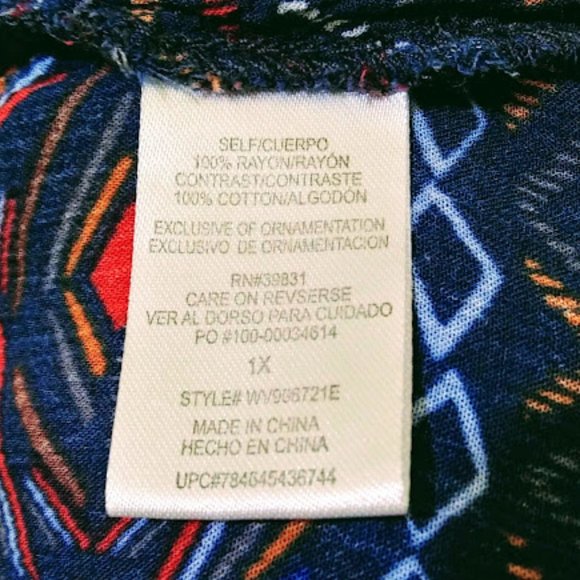 SELF/CUERPO
100% RAYON/RAYÓN
CONTRAST/CONTRASTE
100% COTTON/ALGODÓN
EXCLUSIVE OF ORNAMENTATION
EXCLUSIVO DE ORNAMENTACION
RN#39831
CARE ON REVSERSE
VER AL DORSO PARA CUIDADO
PO #100-00034614
1X
STYLE# WV906721E
MADE IN CHINA
HECHO EN CHINA
UPC#784645436744